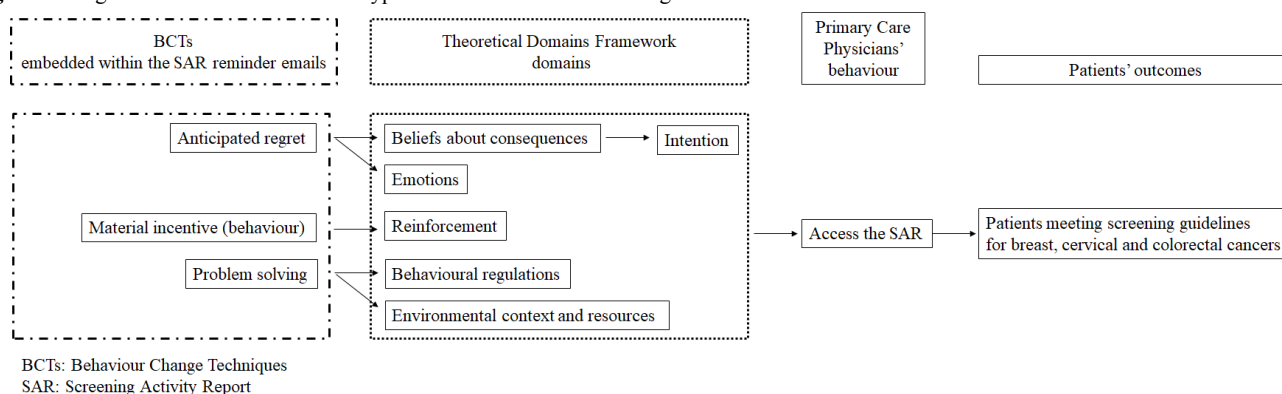 BCTs
embedded within the SAR reminder emails
Theoretical Domains Framework
domains
Primary Care
Physicians'
behaviour
Patients' outcomes
Anticipated regret
Beliefs about consequences
Intention
Emotions
Material incentive (behaviour)
Reinforcement
Access the SAR
Patients meeting screening guidelines
for breast, cervical and colorectal cancers
Problem solving
Behavioural regulations
Environmental context and resources
BCTs: Behaviour Change Techniques
SAR: Screening Activity Report